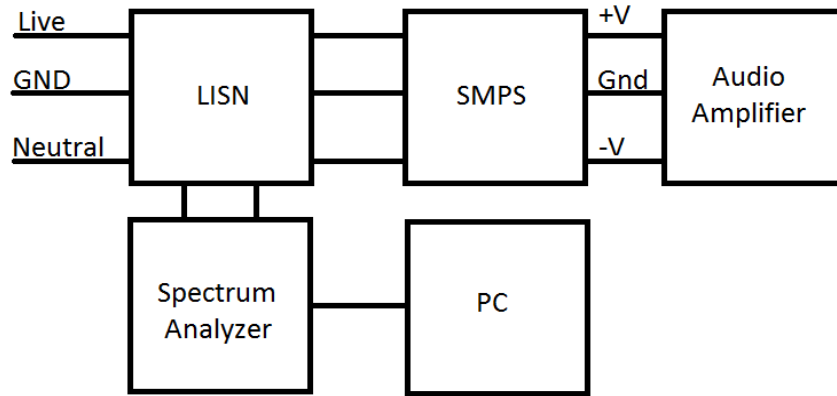 Live
+V
GND
LISN
SMPS
Gnd
Audio
Amplifier
Neutral
-V
Spectrum
Analyzer
PC